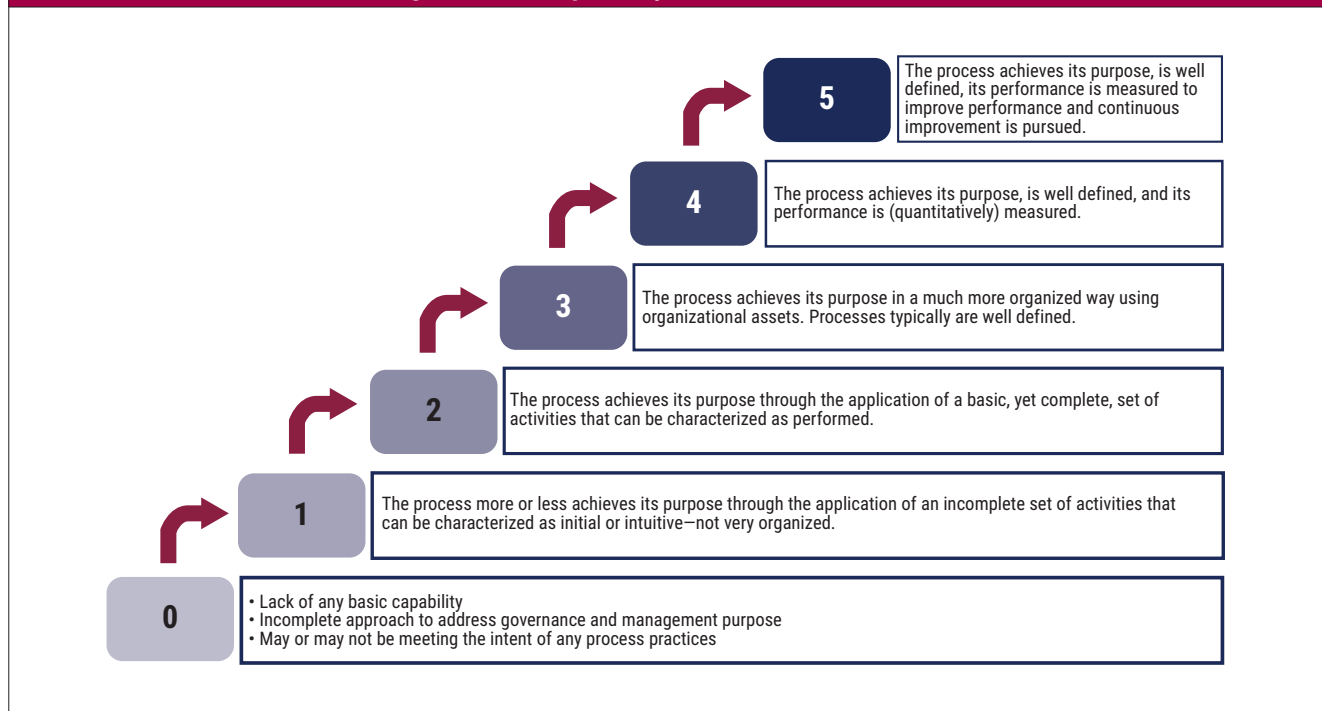 5
The process achieves its purpose, is well
defined, its performance is measured to
improve performance and continuous
improvement is pursued.
4
The process achieves its purpose, is well defined, and its
performance is (quantitatively) measured.
3
The process achieves its purpose in a much more organized way using
organizational assets. Processes typically are well defined.
2
The process achieves its purpose through the application of a basic, yet complete, set of
activities that can be characterized as performed.
1
The process more or less achieves its purpose through the application of an incomplete set of activities that
can be characterized as initial or intuitive—not very organized.
0
• Lack of any basic capability
• Incomplete approach to address governance and management purpose
• May or may not be meeting the intent of any process practices